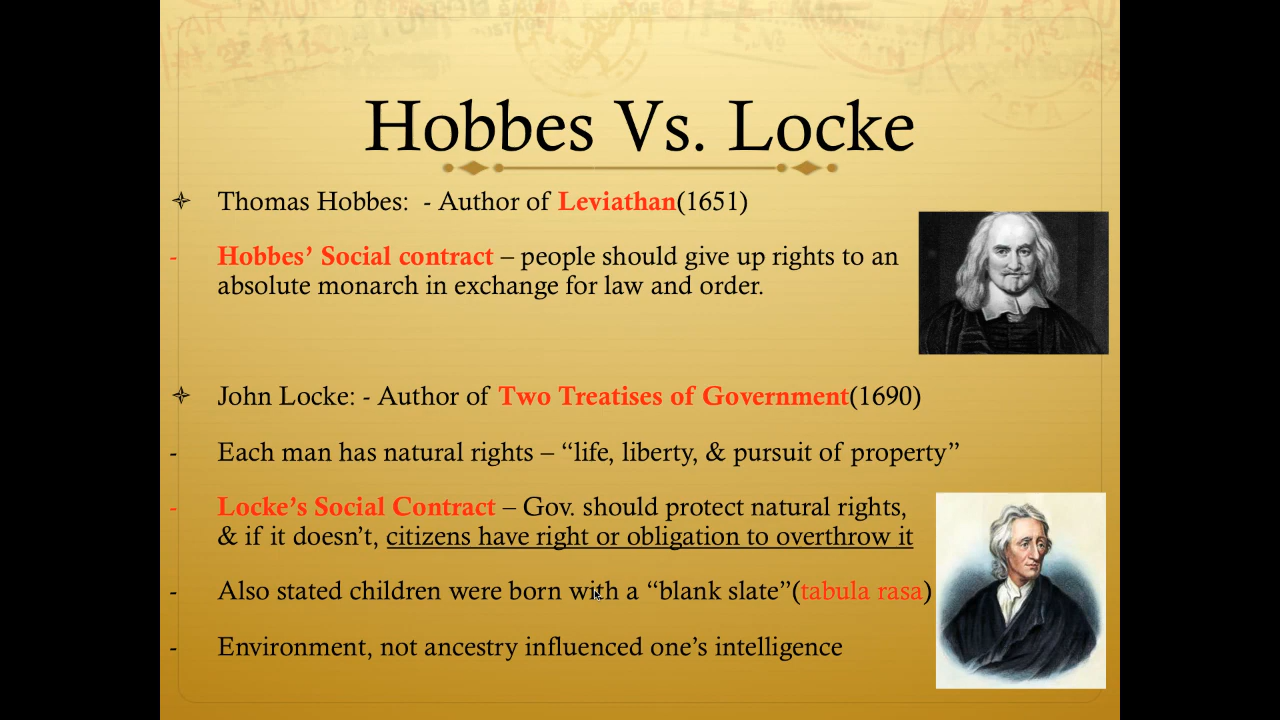 Hobbes Vs. Locke
Thomas Hobbes:  - Author of Leviathan(1651)
- Hobbes’ Social contract – people should give up rights to an
absolute monarch in exchange for law and order.
John Locke: - Author of Two Treatises of Government(1690)
- Each man has natural rights – “life, liberty, & pursuit of property”
- Locke’s Social Contract – Gov. should protect natural rights,
& if it doesn’t, citizens have right or obligation to overthrow it
- Also stated children were born with a “blank slate”(tabula rasa)
- Environment, not ancestry influenced one’s intelligence